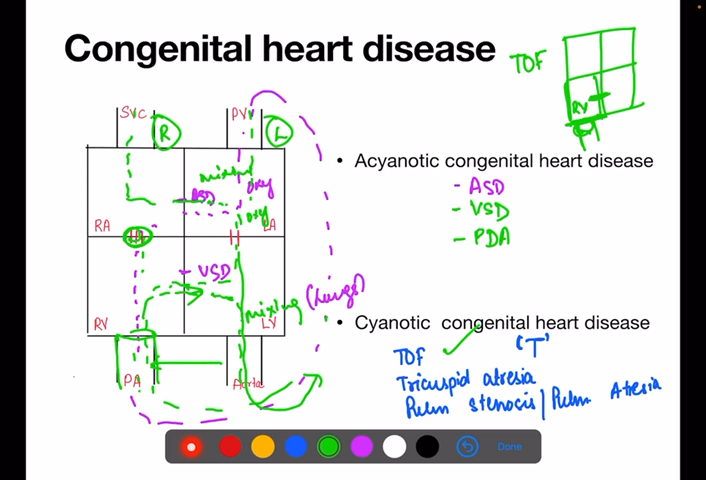 Congenital heart disease
TOF
RV
PA
SVC
R
PV
L
mixed
oxy
ASD
oxy
RA
LA
VSD
(lungs)
mixing
RV
LV
PA
Aorta
• Acyanotic congenital heart disease
- ASD
- VSD
- PDA
• Cyanotic congenital heart disease
TOF
'T'
Tricuspid atresia
Pulm stenosis / Pulm Atresia
Done